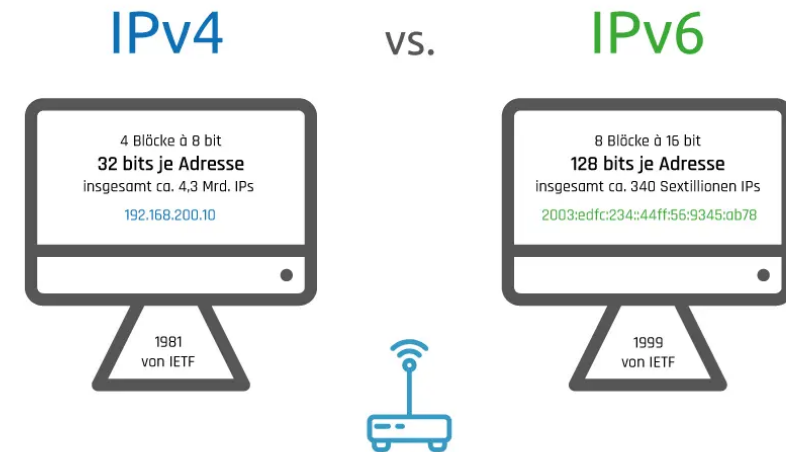 IPv4
vs.
IPv6
4 Blöcke à 8 bit
32 bits je Adresse
insgesamt ca. 4,3 Mrd. IPs
192.168.200.10
1981
von IETF
8 Blöcke à 16 bit
128 bits je Adresse
insgesamt ca. 340 Sextillionen IPs
2003:edfc:234::44ff:56:9345:ab78
1999
von IETF